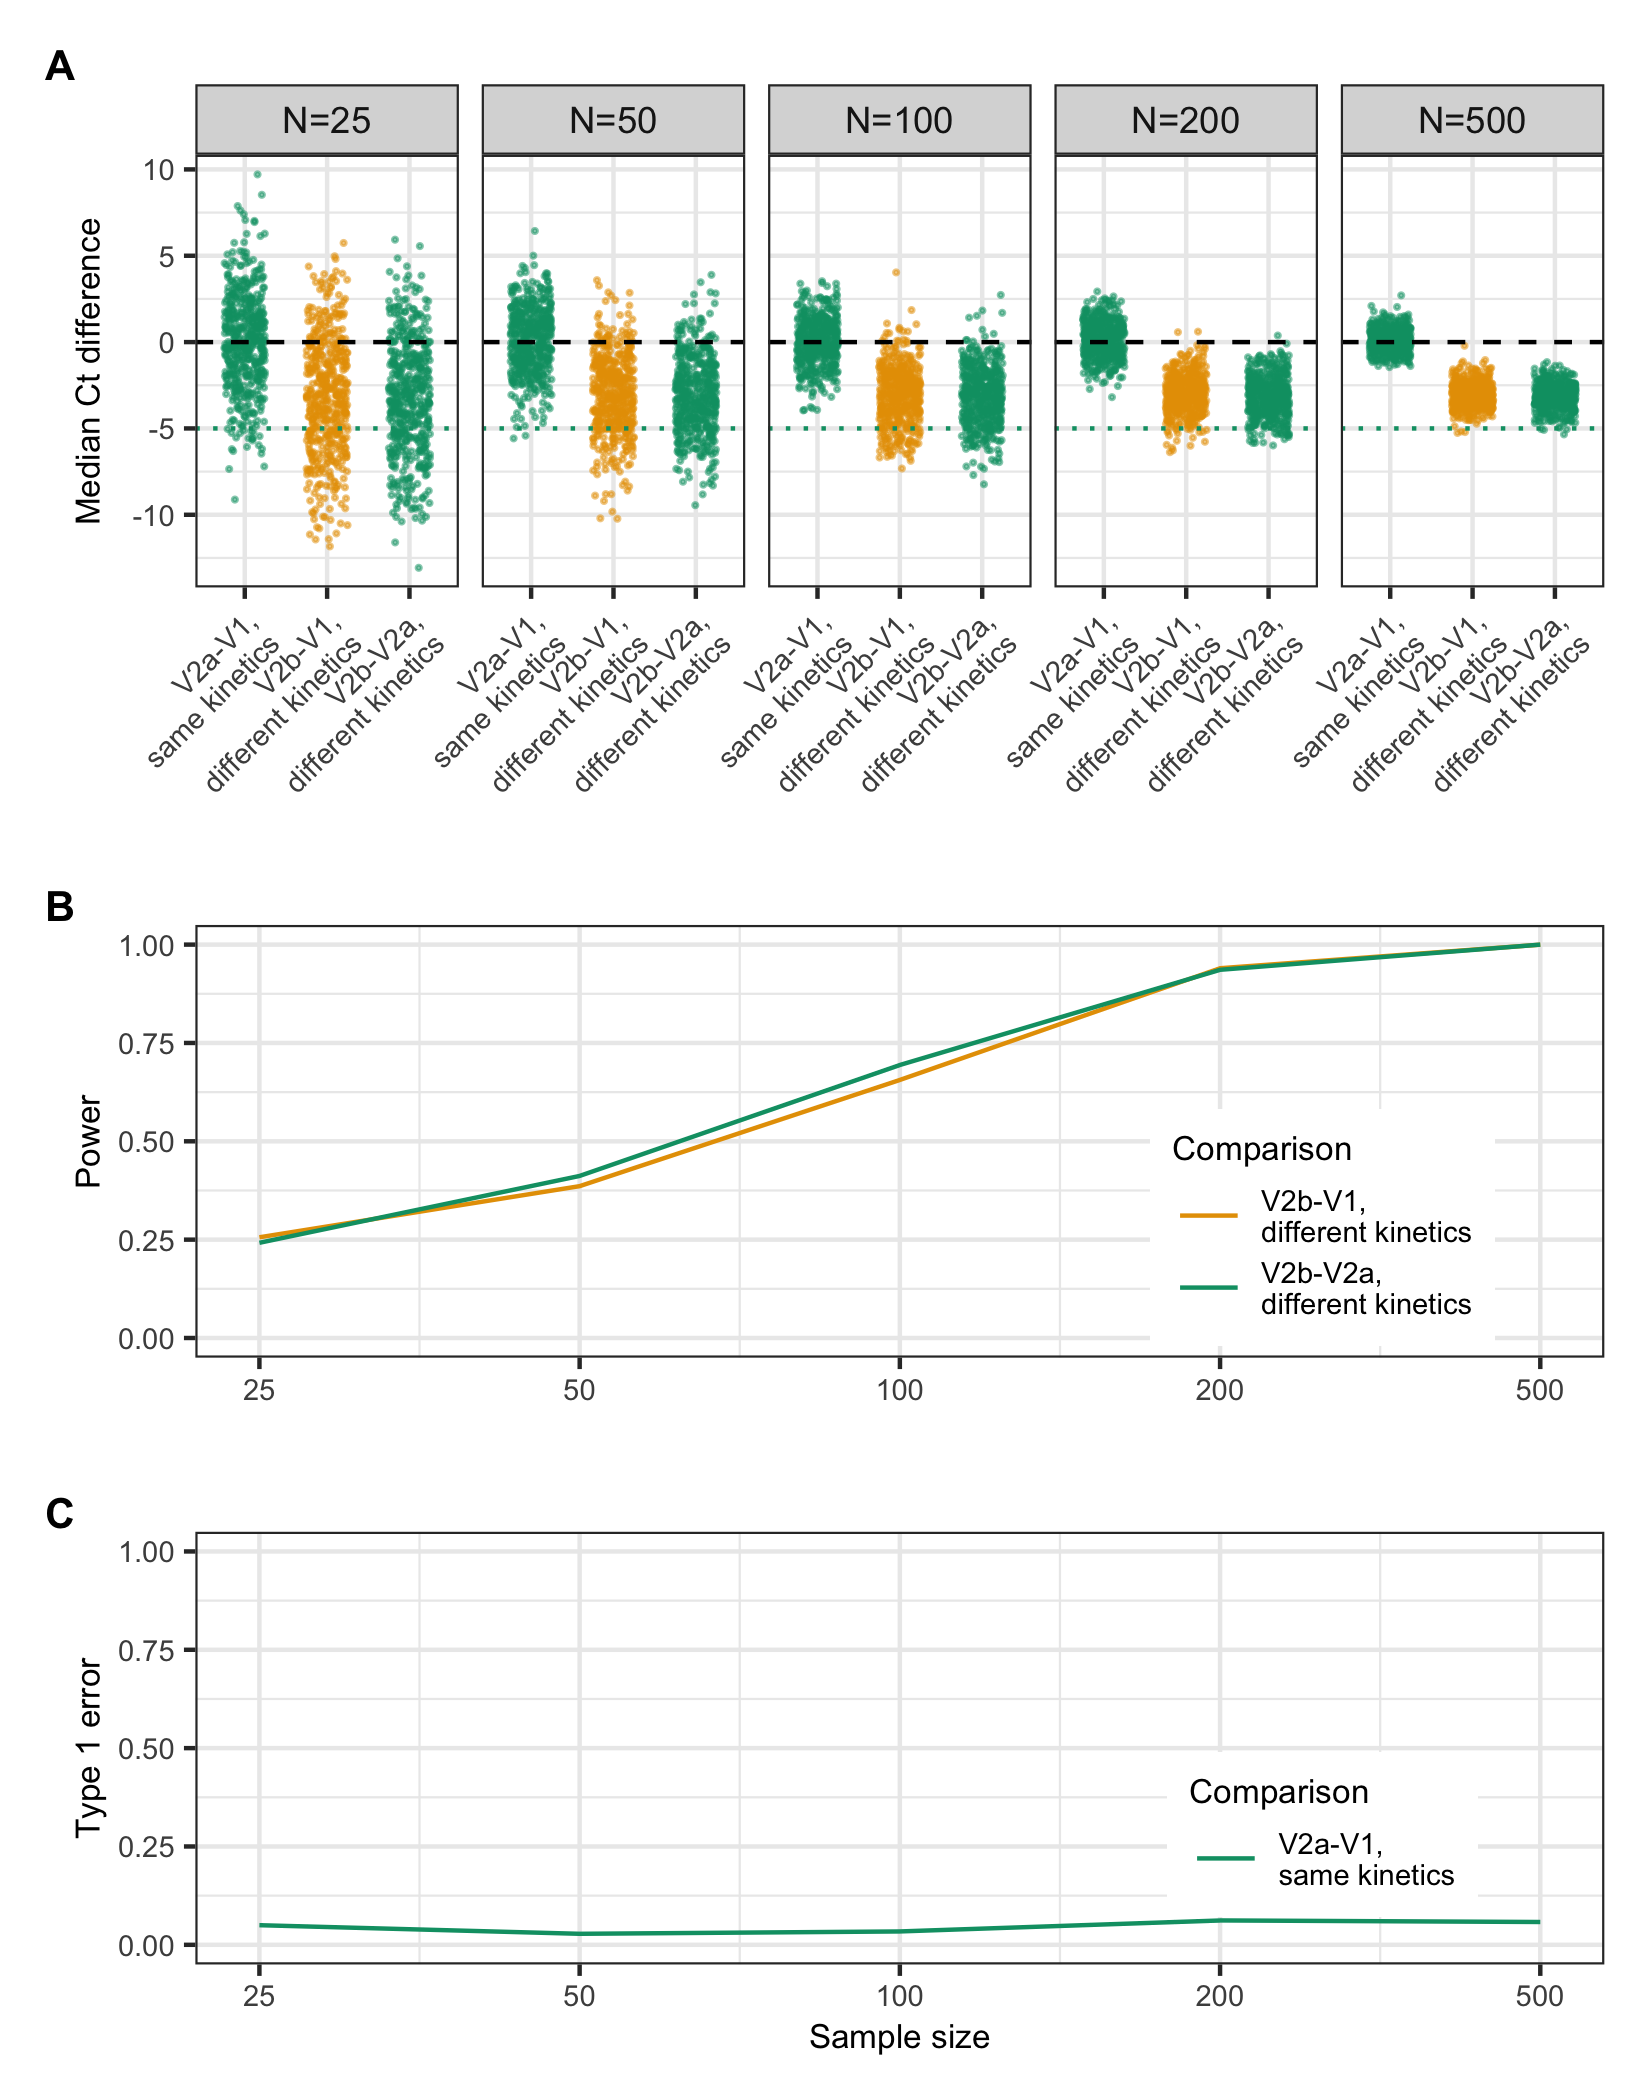 A
N=25 N=50 N=100 N=200 N=500
Median Ct difference
10
5
0
-5
-10
V2a-V1,
same kinetics
V2b-V1,
different kinetics
V2b-V2a,
different kinetics
V2a-V1,
same kinetics
V2b-V1,
different kinetics
V2b-V2a,
different kinetics
V2a-V1,
same kinetics
V2b-V1,
different kinetics
V2b-V2a,
different kinetics
V2a-V1,
same kinetics
V2b-V1,
different kinetics
V2b-V2a,
different kinetics
V2a-V1,
same kinetics
V2b-V1,
different kinetics
V2b-V2a,
different kinetics
B
Power
1.00
0.75
0.50
0.25
0.00
Comparison
V2b-V1,
different kinetics
V2b-V2a,
different kinetics
25 50 100 200 500
C
Type 1 error
1.00
0.75
0.50
0.25
0.00
Comparison
V2a-V1,
same kinetics
25 50 100 200 500
Sample size